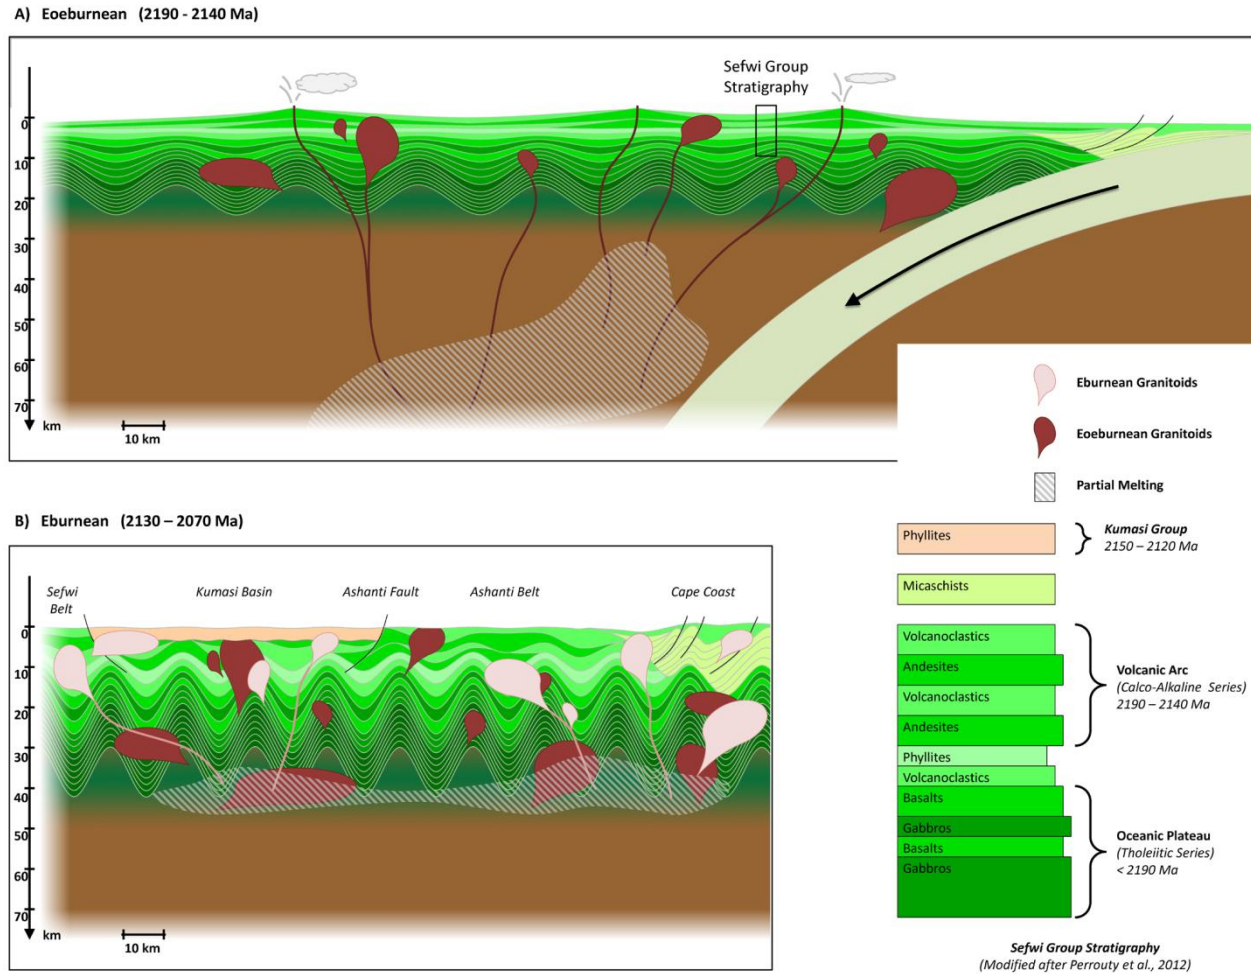 A) Eoeburnean (2190 - 2140 Ma)
Sefwi Group
Stratigraphy
0
10
20
30
40
50
60
70
km
10 km
Eburnean Granitoids
Eoeburnean Granitoids
Partial Melting
B) Eburnean (2130 – 2070 Ma)
Sefwi
Belt
Kumasi Basin
Ashanti Fault
Ashanti Belt
Cape Coast
0
10
20
30
40
50
60
70
km
10 km
Phyllites
Kumasi Group
2150 – 2120 Ma
Micaschists
Volcanoclastics
Andesites
Volcanoclastics
Andesites
Volcanic Arc
(Calco-Alkaline Series)
2190 – 2140 Ma
Phyllites
Volcanoclastics
Basalts
Gabbros
Basalts
Gabbros
Oceanic Plateau
(Tholeiitic Series)
< 2190 Ma
Sefwi Group Stratigraphy
(Modified after Perrouty et al., 2012)